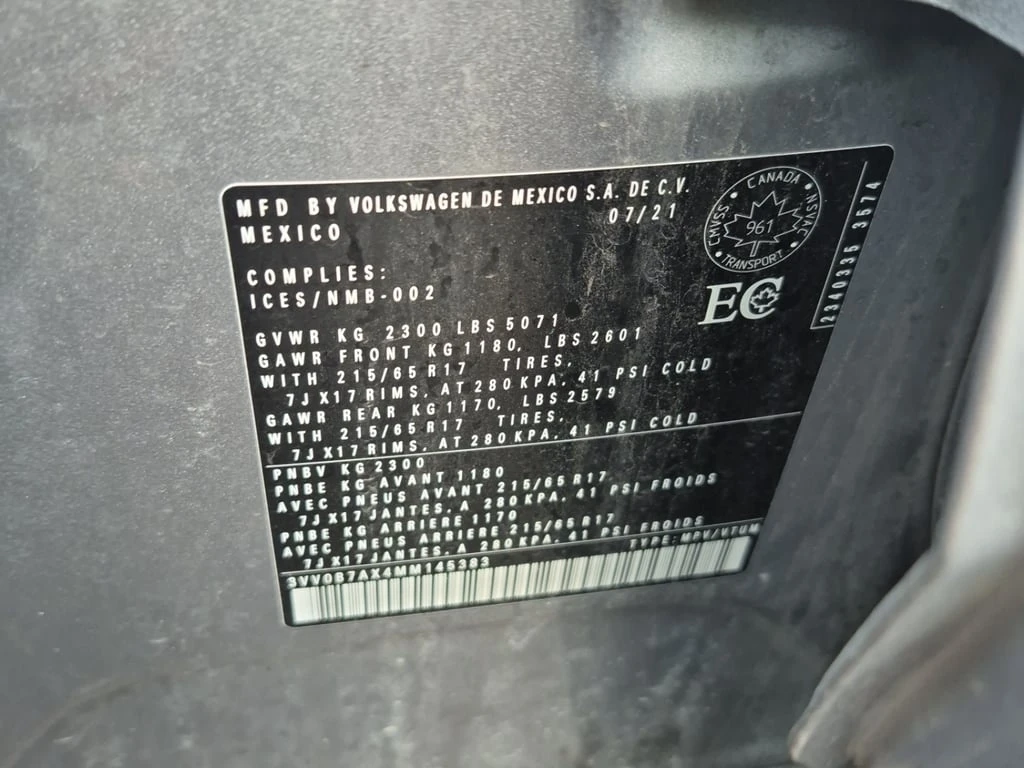 MFD BY VOLKSWAGEN DE MEXICO S.A. DE C.V.
MEXICO 07/21
CANADA
CMVSS NSVAC
961
TRANSPORT
2340335 3574
COMPLIES:
ICES/NMB-002
EC
GVWR KG 2300 LBS 5071
GAWR FRONT KG 1180, LBS 2601
WITH 215/65 R17 TIRES,
7J X17 RIMS, AT 280 KPA, 41 PSI COLD
GAWR REAR KG 1170, LBS 2579
WITH 215/65 R17 TIRES,
7J X17 RIMS, AT 280 KPA, 41 PSI COLD
PNBV KG 2300
PNBE KG AVANT 1180
AVEC PNEUS AVANT 215/65 R17
7J X17 JANTES, A 280 KPA, 41 PSI FROIDS
PNBE KG ARRIERE 1170
AVEC PNEUS ARRIERE 215/65 R17
7J X17 JANTES, A 280 KPA, 41 PSI FROIDS
TYPE: MPV/VTUM